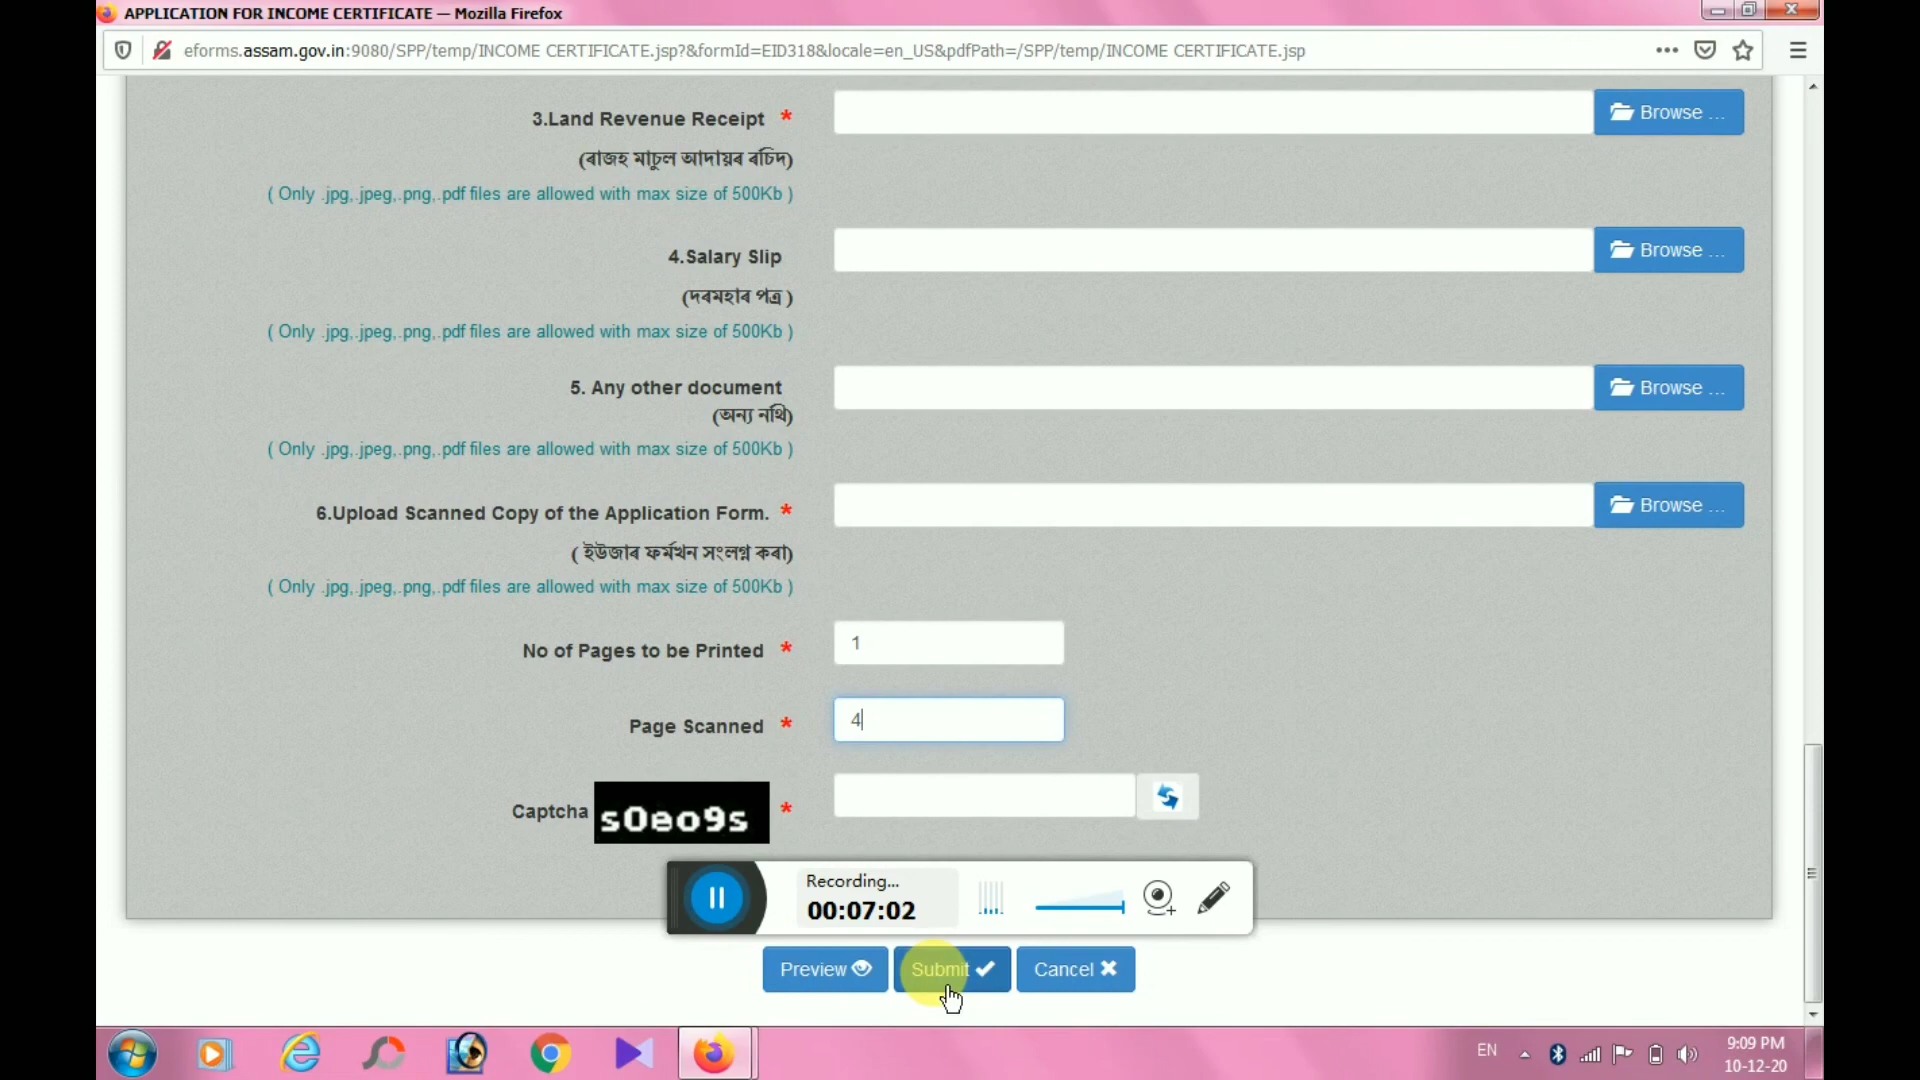 APPLICATION FOR INCOME CERTIFICATE — Mozilla Firefox
eforms.assam.gov.in:9080/SPP/temp/INCOME CERTIFICATE.jsp?&formId=EID318&locale=en_US&pdfPath=/SPP/temp/INCOME CERTIFICATE.jsp
3.Land Revenue Receipt *
Browse ...
(ৰাজহ মাচুল আদায়ৰ ৰচিদ)
( Only .jpg,.jpeg,.png,.pdf files are allowed with max size of 500Kb )
4.Salary Slip
Browse ...
(দৰমহাৰ পত্ৰ )
( Only .jpg,.jpeg,.png,.pdf files are allowed with max size of 500Kb )
5. Any other document
Browse ...
(অন্য নথি)
( Only .jpg,.jpeg,.png,.pdf files are allowed with max size of 500Kb )
6.Upload Scanned Copy of the Application Form. *
Browse ...
( ইউজাৰ ফৰ্মখন সংলগ্ন কৰা)
( Only .jpg,.jpeg,.png,.pdf files are allowed with max size of 500Kb )
No of Pages to be Printed * 1
Page Scanned * 4
Captcha s0eo9s *
Recording...
00:07:02
Preview Submit Cancel
EN
9:09 PM
10-12-20